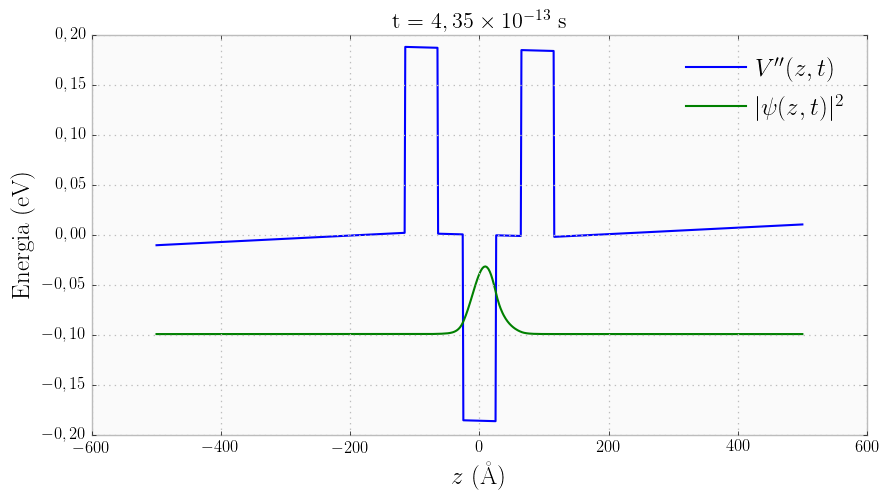 t = 4,35 × 10⁻¹³ s
V′′(z, t)
|ψ(z, t)|²
Energia (eV)
0,20
0,15
0,10
0,05
0,00
−0,05
−0,10
−0,15
−0,20
−600 −400 −200 0 200 400 600
z (Å)